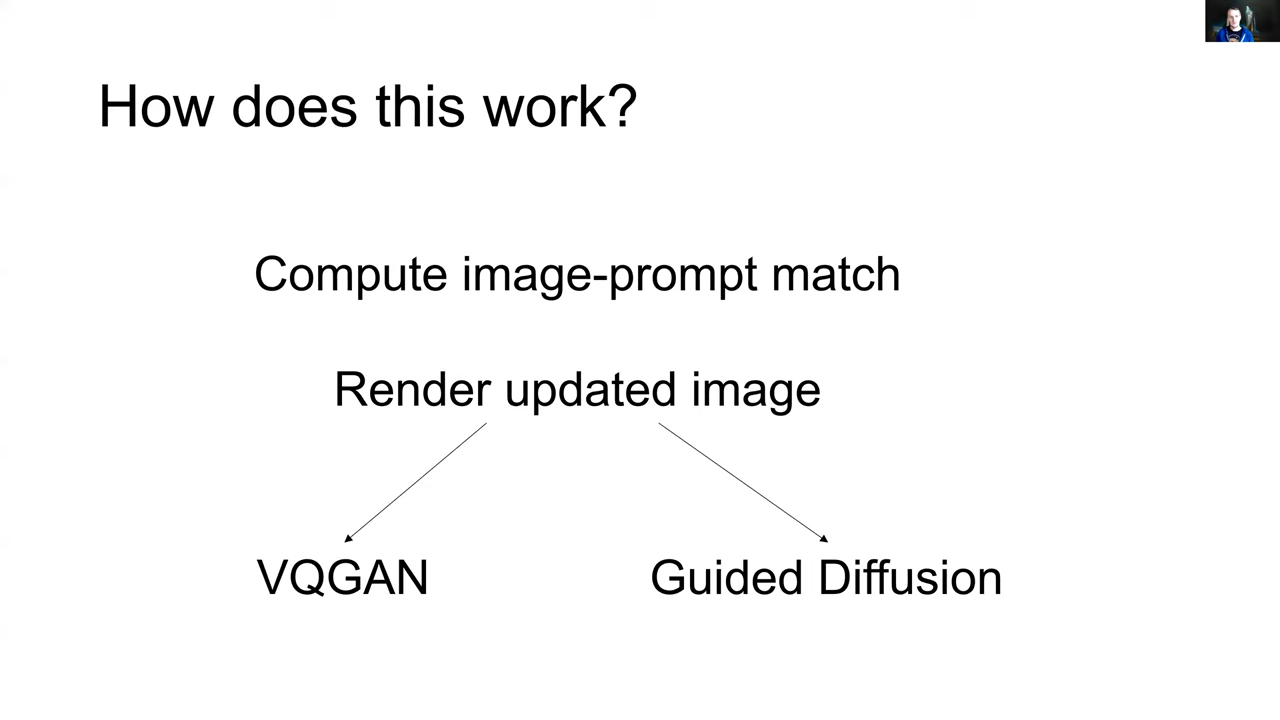 How does this work?
Compute image-prompt match
Render updated image
VQGAN
Guided Diffusion